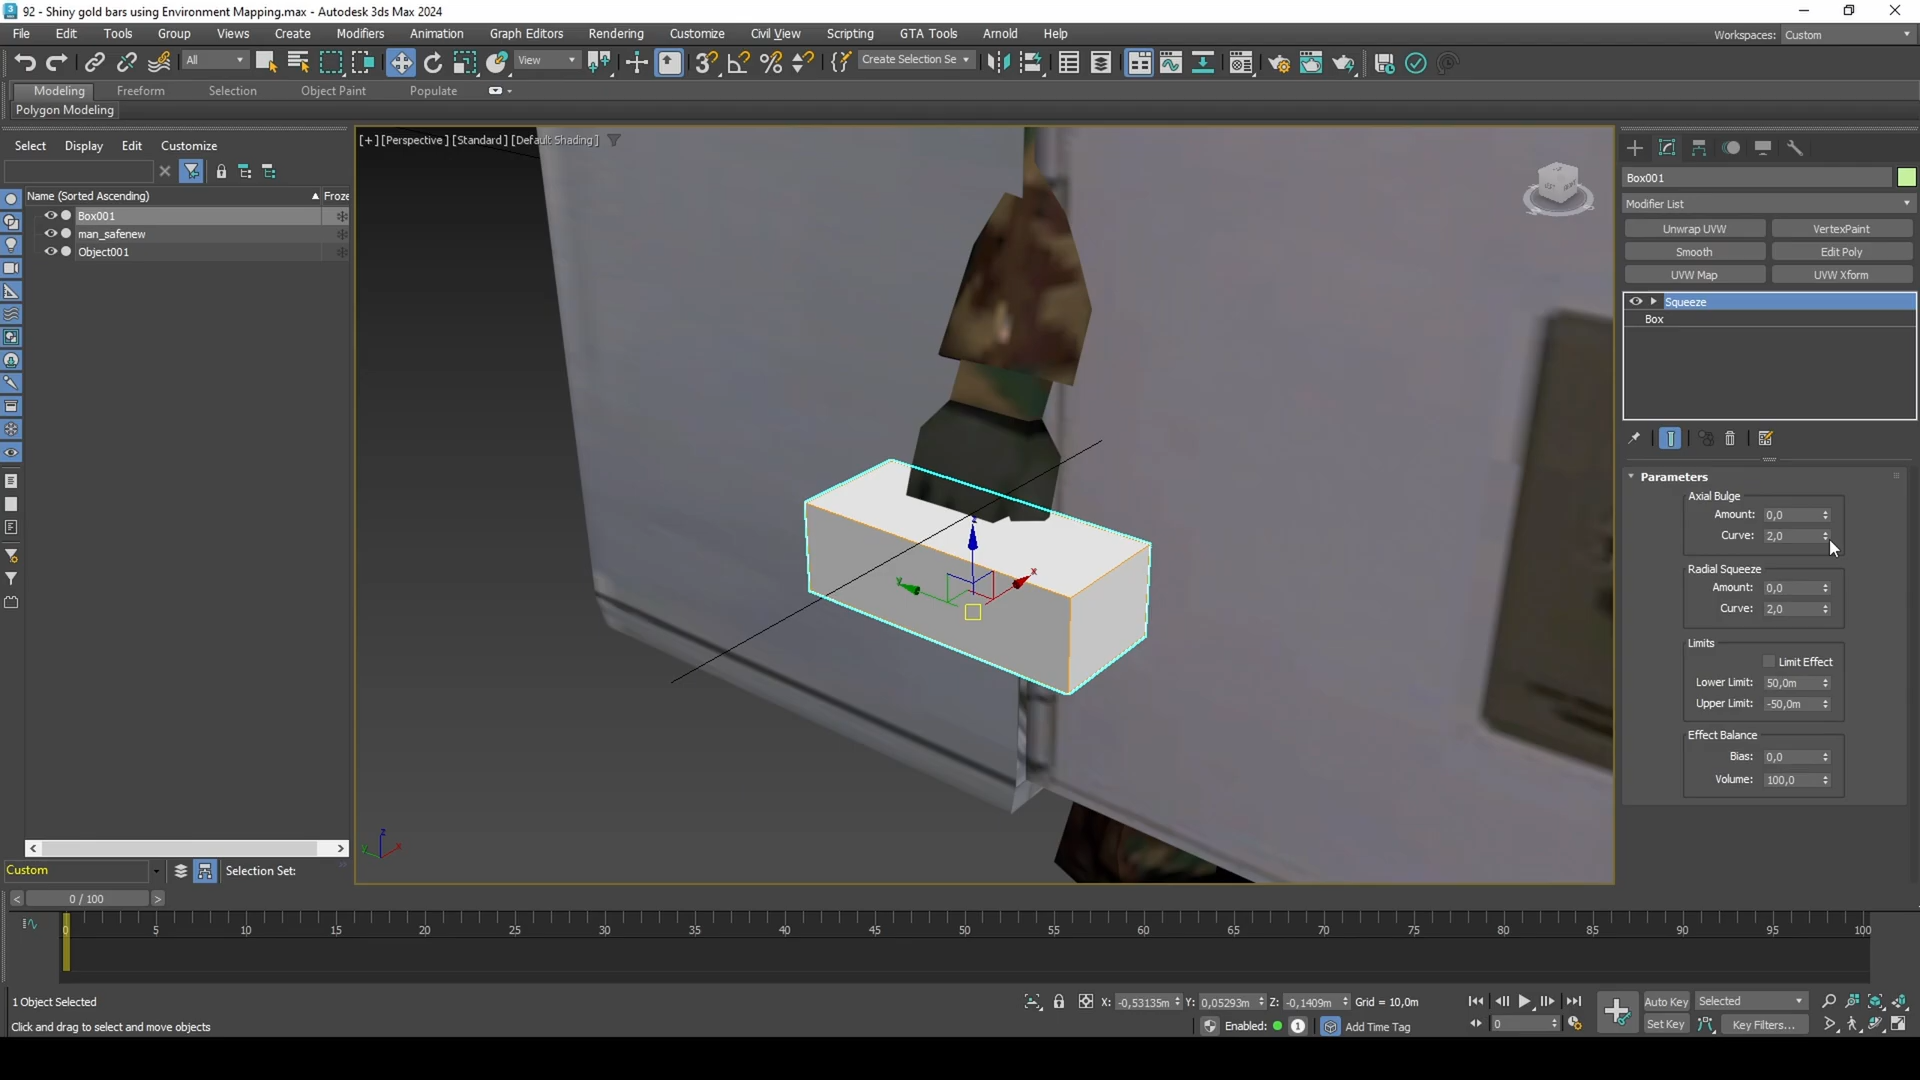 92 - Shiny gold bars using Environment Mapping.max - Autodesk 3ds Max 2024
File Edit Tools Group Views Create Modifiers Animation Graph Editors Rendering Customize Civil View Scripting GTA Tools Arnold Help
Workspaces: Custom
All View Create Selection Se
Modeling Freeform Selection Object Paint Populate
Polygon Modeling
Select Display Edit Customize
Name (Sorted Ascending) Froze
Box001
man_safenew
Object001
[+] [Perspective] [Standard] [Default Shading]
Box001
Modifier List
Unwrap UVW VertexPaint
Smooth Edit Poly
UVW Map UVW Xform
Squeeze
Box
Parameters
Axial Bulge
Amount: 0,0
Curve: 2,0
Radial Squeeze
Amount: 0,0
Curve: 2,0
Limits
Limit Effect
Lower Limit: 50,0m
Upper Limit: -50,0m
Effect Balance
Bias: 0,0
Volume: 100,0
z
x
y
z
x
y
Custom Selection Set:
< 0 / 100 >
0 5 10 15 20 25 30 35 40 45 50 55 60 65 70 75 80 85 90 95 100
1 Object Selected X: -0,53135m Y: 0,05293m Z: -0,1409m Grid = 10,0m Auto Key Selected
Click and drag to select and move objects Enabled: 1 Add Time Tag 0 Set Key Key Filters...